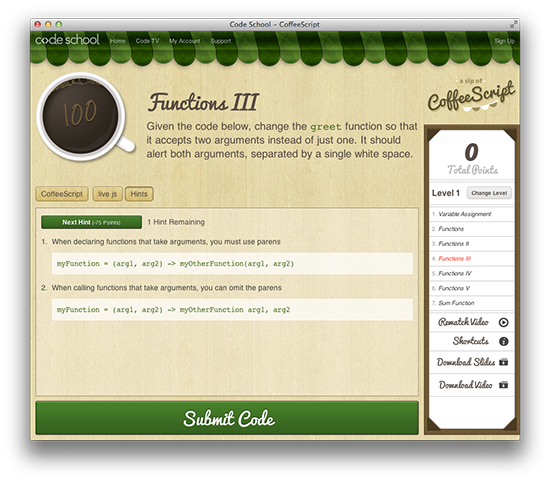 Code School – CoffeeScript
code school
Home
Code TV
My Account
Support
Sign Up
100
Functions III
Given the code below, change the greet function so that
it accepts two arguments instead of just one. It should
alert both arguments, separated by a single white space.
a sip of
CoffeeScript
CoffeeScript
live js
Hints
Next Hint (-75 Points)
1 Hint Remaining
1. When declaring functions that take arguments, you must use parens
myFunction = (arg1, arg2) -> myOtherFunction(arg1, arg2)
2. When calling functions that take arguments, you can omit the parens
myFunction = (arg1, arg2) -> myOtherFunction arg1, arg2
Submit Code
0
Total Points
Level 1
Change Level
1. Variable Assignment
2. Functions
3. Functions II
4. Functions III
5. Functions IV
6. Functions V
7. Sum Function
Rewatch Video
Shortcuts
Download Slides
Download Video